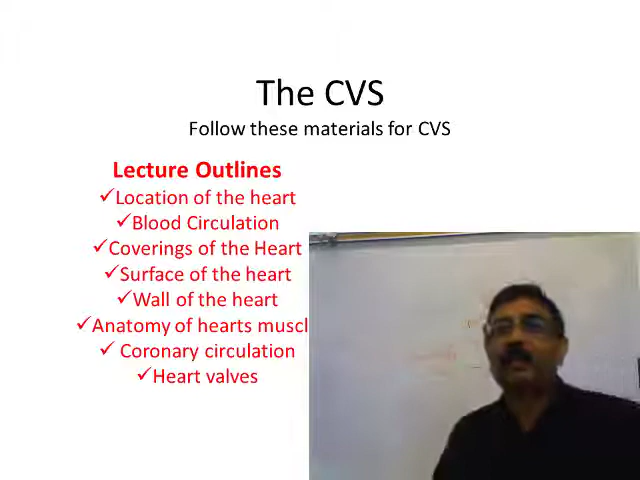 The CVS
Follow these materials for CVS
Lecture Outlines
✓Location of the heart
✓Blood Circulation
✓Coverings of the Heart
✓Surface of the heart
✓Wall of the heart
✓Anatomy of hearts muscl
✓ Coronary circulation
✓Heart valves